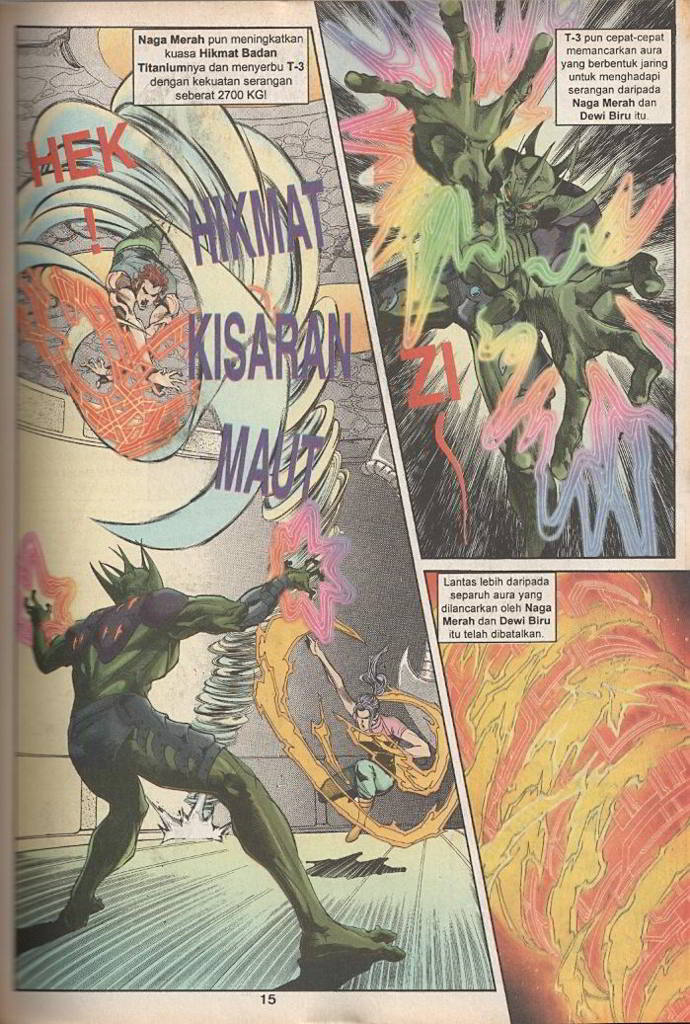 Naga Merah pun meningkatkan
kuasa Hikmat Badan
Titaniumnya dan menyerbu T-3
dengan kekuatan serangan
seberat 2700 KG!
HEK
!
HIKMAT
KISARAN
MAUT
T-3 pun cepat-cepat
memancarkan aura
yang berbentuk jaring
untuk menghadapi
serangan daripada
Naga Merah dan
Dewi Biru itu.
ZI
Lantas lebih daripada
separuh aura yang
dilancarkan oleh Naga
Merah dan Dewi Biru
itu telah dibatalkan.
15